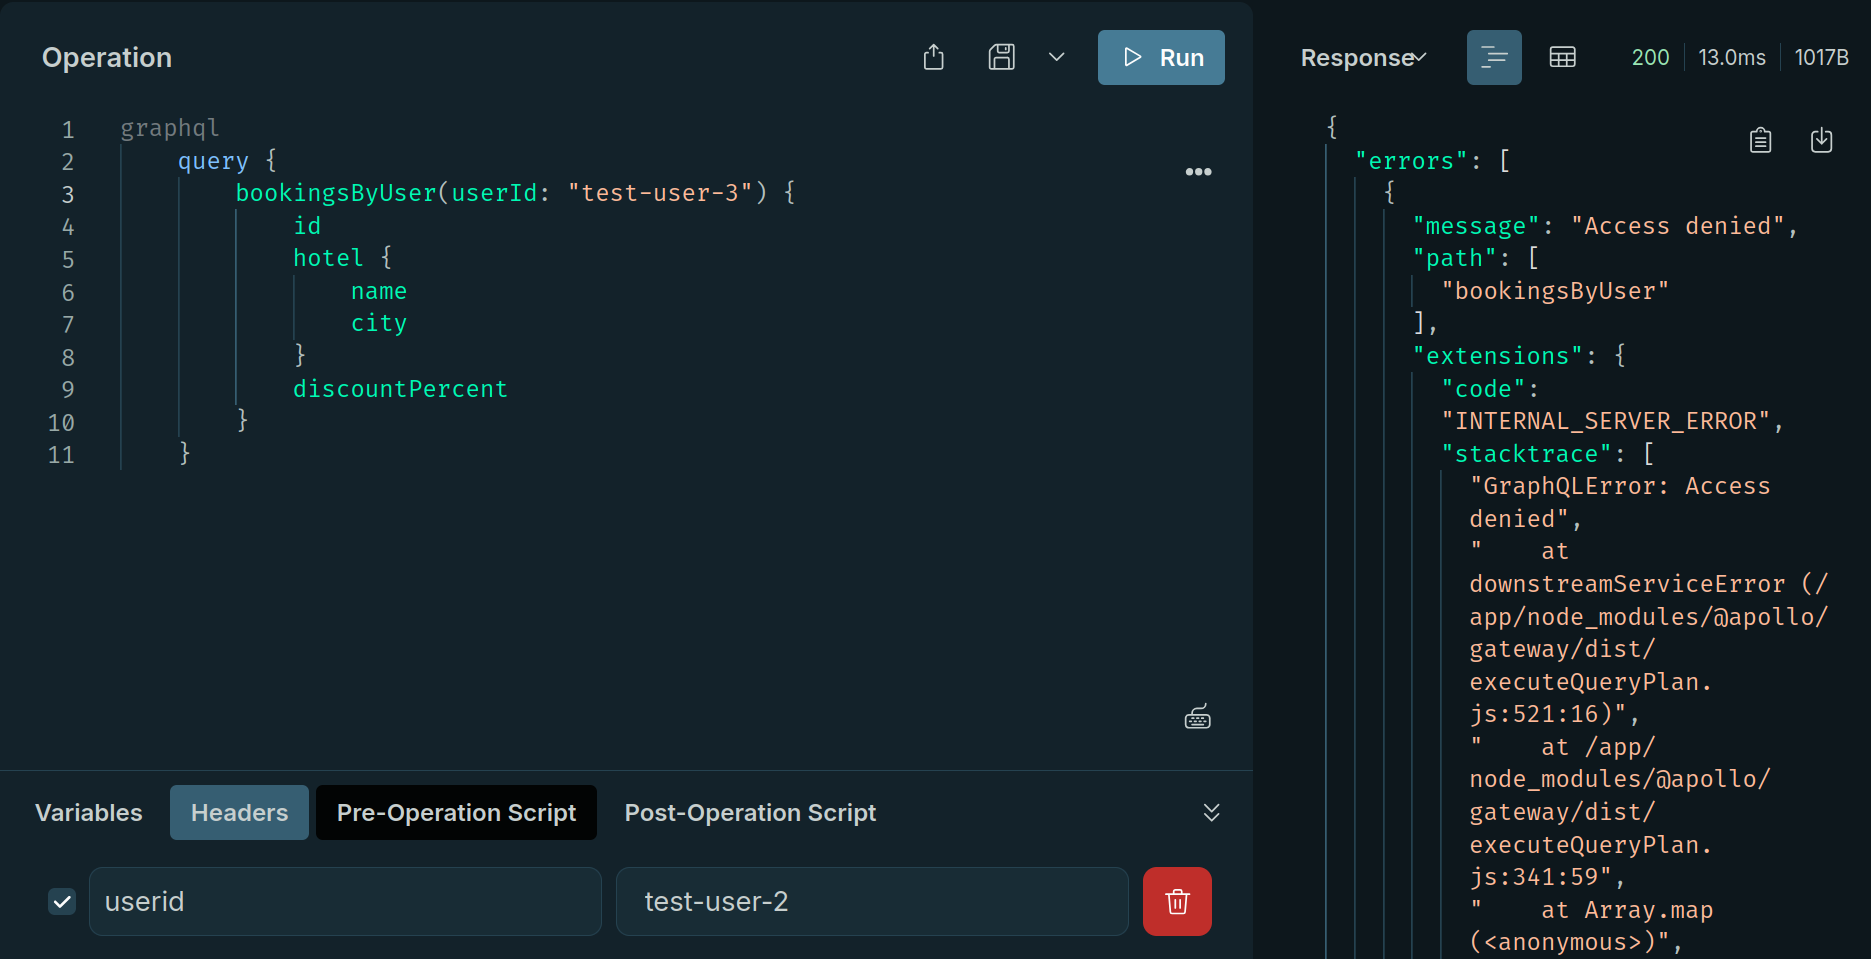 Operation
Run
1 graphql
2 query {
3 bookingsByUser(userId: "test-user-3") {
4 id
5 hotel {
6 name
7 city
8 }
9 discountPercent
10 }
11 }
Variables
Headers
Pre-Operation Script
Post-Operation Script
userid
test-user-2
Response
200
13.0ms
1017B
{
"errors": [
{
"message": "Access denied",
"path": [
"bookingsByUser"
],
"extensions": {
"code":
"INTERNAL_SERVER_ERROR",
"stacktrace": [
"GraphQLError: Access
denied",
"    at
downstreamServiceError (/
app/node_modules/@apollo/
gateway/dist/
executeQueryPlan.
js:521:16)",
"    at /app/
node_modules/@apollo/
gateway/dist/
executeQueryPlan.
js:341:59",
"    at Array.map
(<anonymous>)",